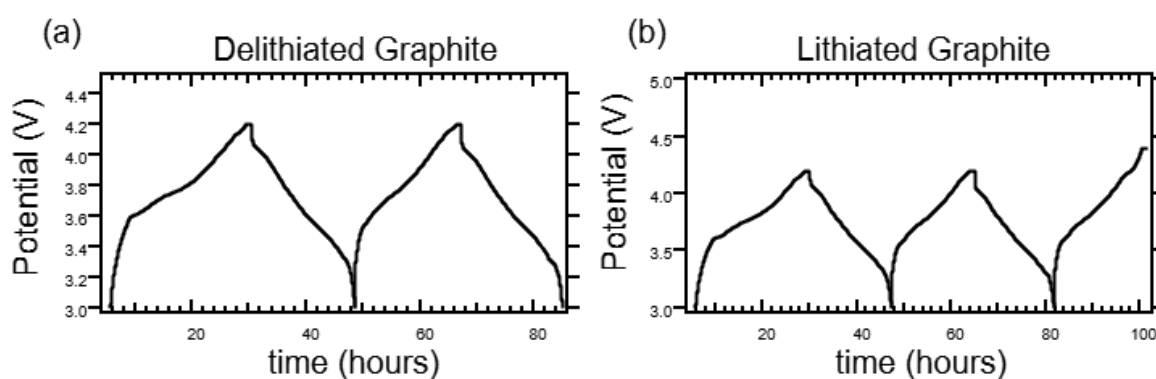 (a)
Delithiated Graphite
Potential (V)
4.4
4.2
4.0
3.8
3.6
3.4
3.2
3.0
20
40
60
80
time (hours)
(b)
Lithiated Graphite
Potential (V)
5.0
4.5
4.0
3.5
3.0
20
40
60
80
100
time (hours)